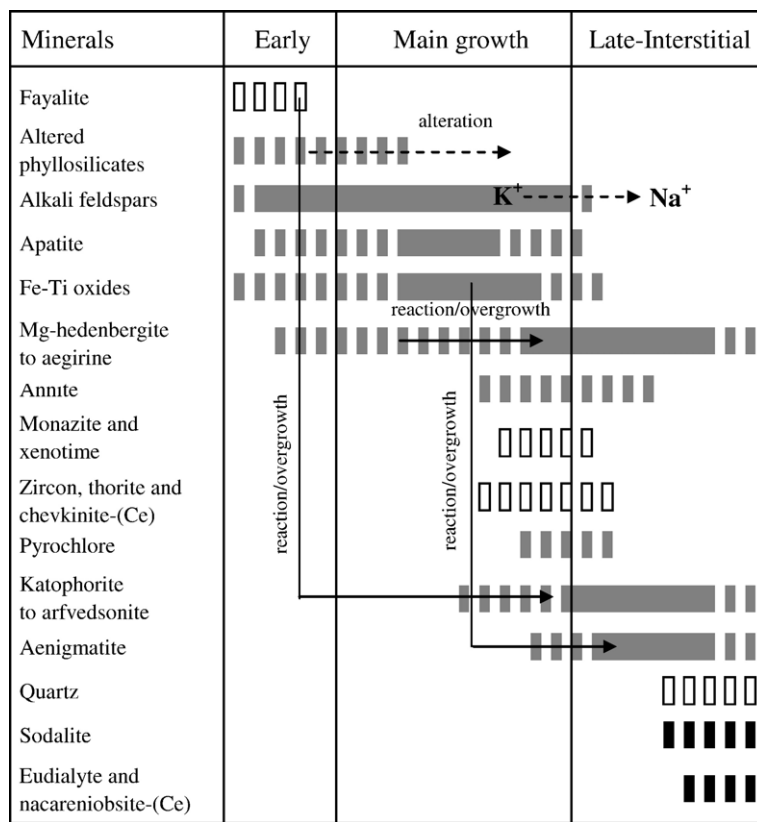 Minerals Early Main growth Late-Interstitial
Fayalite
Altered
phyllosilicates
alteration
Alkali feldspars
K+ Na+
Apatite
Fe-Ti oxides
reaction/overgrowth
Mg-hedenbergite
to aegirine
Annite
Monazite and
xenotime
reaction/overgrowth
reaction/overgrowth
Zircon, thorite and
chevkinite-(Ce)
Pyrochlore
Katophorite
to arfvedsonite
Aenigmatite
Quartz
Sodalite
Eudialyte and
nacareniobsite-(Ce)